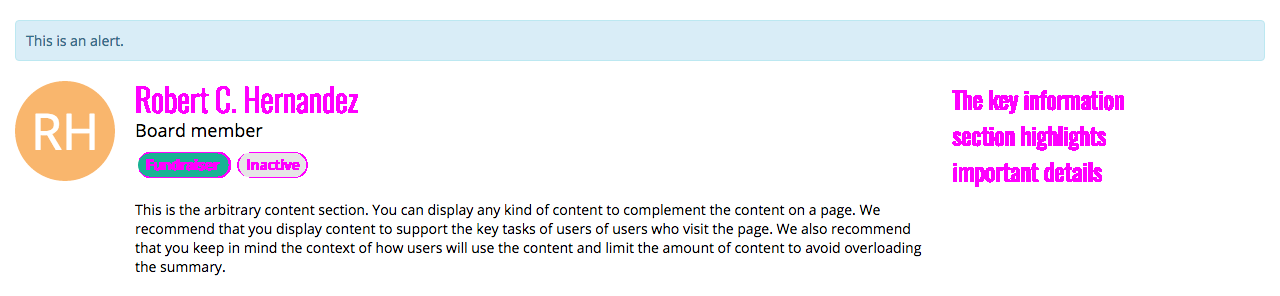 This is an alert.
RH
Robert C. Hernandez
Board member
Fundraiser Inactive
The key information
section highlights
important details
This is the arbitrary content section. You can display any kind of content to complement the content on a page. We
recommend that you display content to support the key tasks of users of users who visit the page. We also recommend
that you keep in mind the context of how users will use the content and limit the amount of content to avoid overloading
the summary.